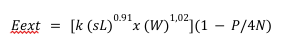 Eext = [k (sL)^0.91 x (W)^1,02](1 − P/4N)